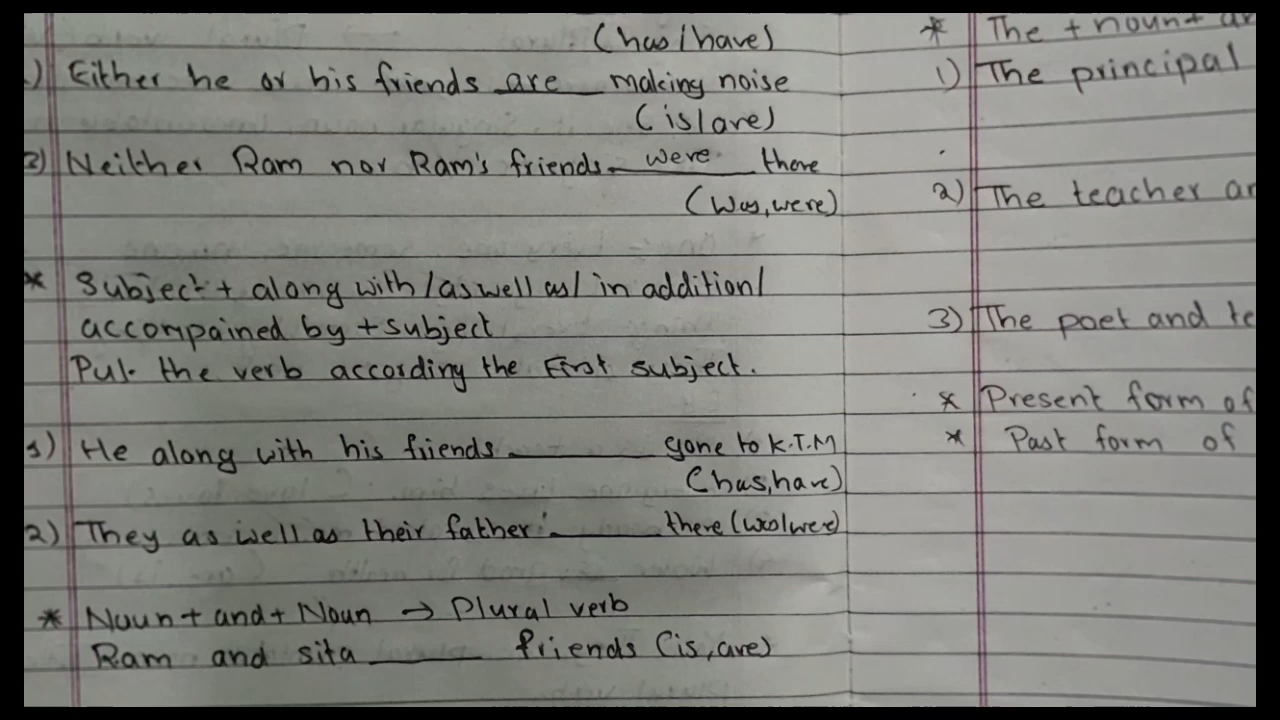 (has/have)
) Either he or his friends are making noise
(is/are)
3) Neither Ram nor Ram's friends were there
(Was, were)
* Subject + along with/as well as/ in addition/
accompained by + subject
Put the verb according the First subject.
1) He along with his friends ______ gone to K.T.M
(has, have)
2) They as well as their father ______ there (was/were)
* Noun + and + Noun → Plural verb
Ram and sita ______ friends (is, are)
* The + noun +
1) The principal
2) The teacher
3) The poet and
* Present form of
* Past form of